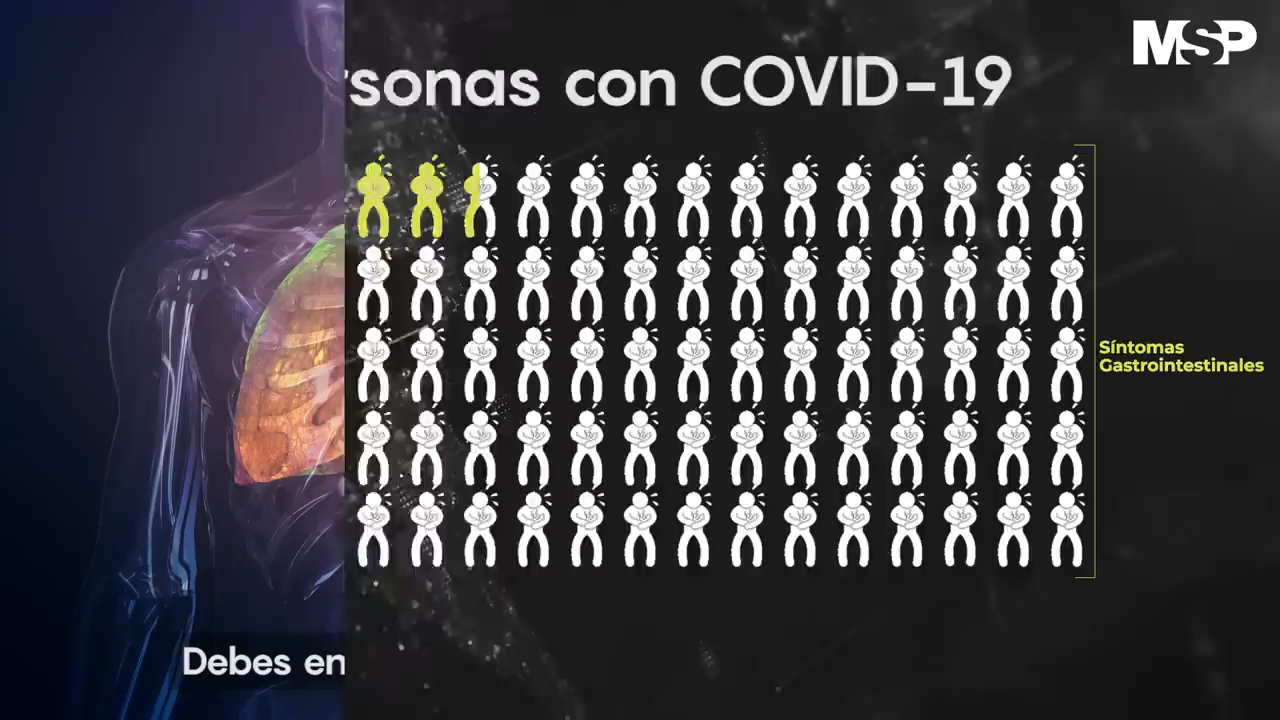 MSP
rsonas con COVID-19
Síntomas
Gastrointestinales
Debes en